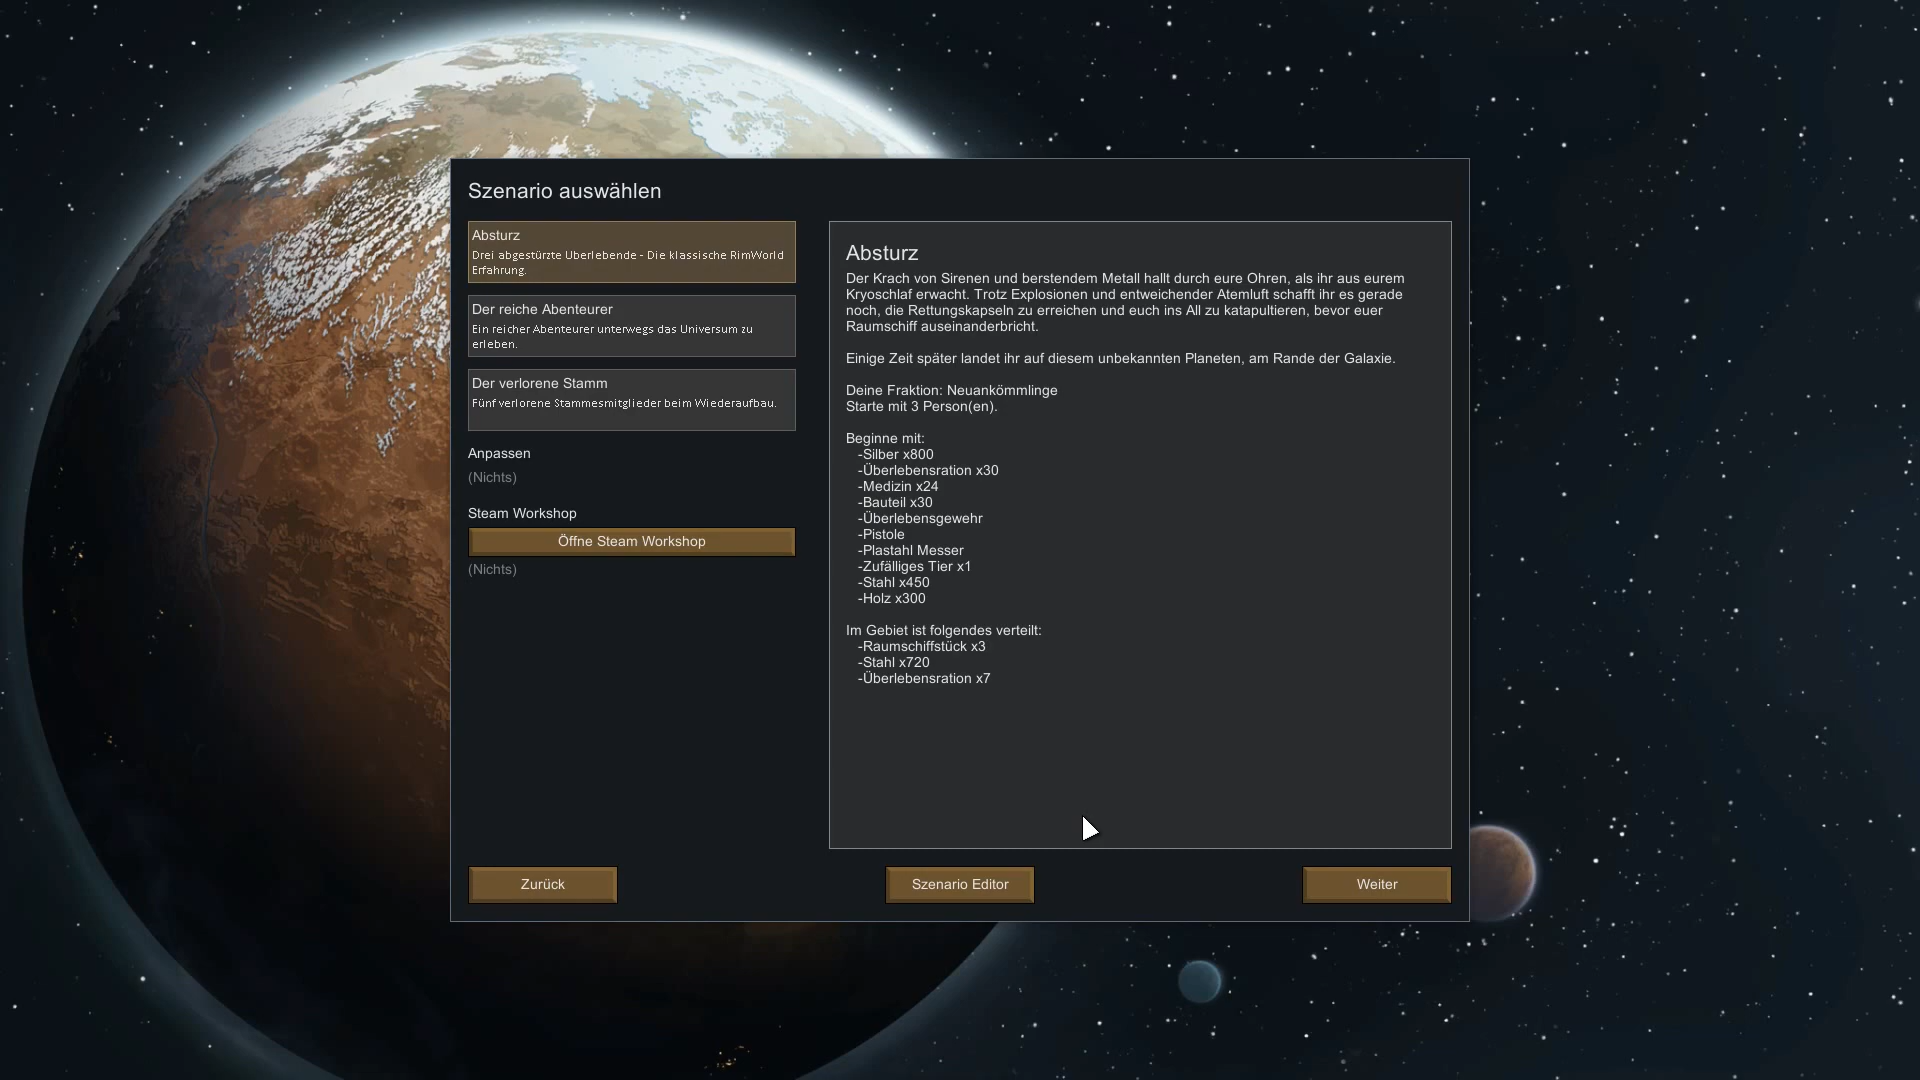 Szenario auswählen
Absturz
Drei abgestürzte Überlebende - Die klassische RimWorld
Erfahrung.
Der reiche Abenteurer
Ein reicher Abenteurer unterwegs das Universum zu
erleben.
Der verlorene Stamm
Fünf verlorene Stammesmitglieder beim Wiederaufbau.
Anpassen
(Nichts)
Steam Workshop
Öffne Steam Workshop
(Nichts)
Absturz
Der Krach von Sirenen und berstendem Metall hallt durch eure Ohren, als ihr aus eurem
Kryoschlaf erwacht. Trotz Explosionen und entweichender Atemluft schafft ihr es gerade
noch, die Rettungskapseln zu erreichen und euch ins All zu katapultieren, bevor euer
Raumschiff auseinanderbricht.
Einige Zeit später landet ihr auf diesem unbekannten Planeten, am Rande der Galaxie.
Deine Fraktion: Neuankömmlinge
Starte mit 3 Person(en).
Beginne mit:
-Silber x800
-Überlebensration x30
-Medizin x24
-Bauteil x30
-Überlebensgewehr
-Pistole
-Plastahl Messer
-Zufälliges Tier x1
-Stahl x450
-Holz x300
Im Gebiet ist folgendes verteilt:
-Raumschiffstück x3
-Stahl x720
-Überlebensration x7
Zurück
Szenario Editor
Weiter